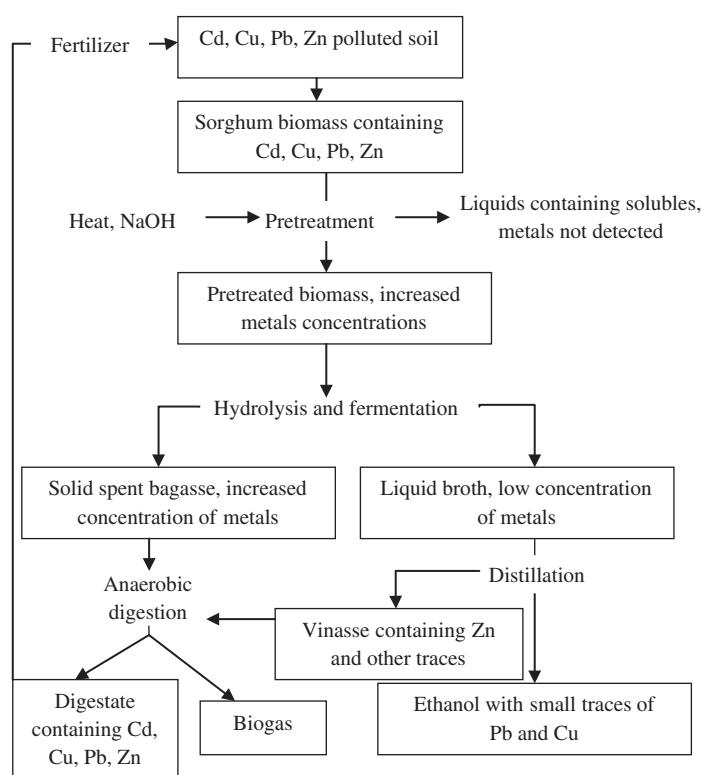 Fertilizer
Cd, Cu, Pb, Zn polluted soil
Sorghum biomass containing
Cd, Cu, Pb, Zn
Heat, NaOH
Pretreatment
Liquids containing solubles,
metals not detected
Pretreated biomass, increased
metals concentrations
Hydrolysis and fermentation
Solid spent bagasse, increased
concentration of metals
Liquid broth, low concentration
of metals
Anaerobic
digestion
Distillation
Vinasse containing Zn
and other traces
Digestate
containing Cd,
Cu, Pb, Zn
Biogas
Ethanol with small traces of
Pb and Cu